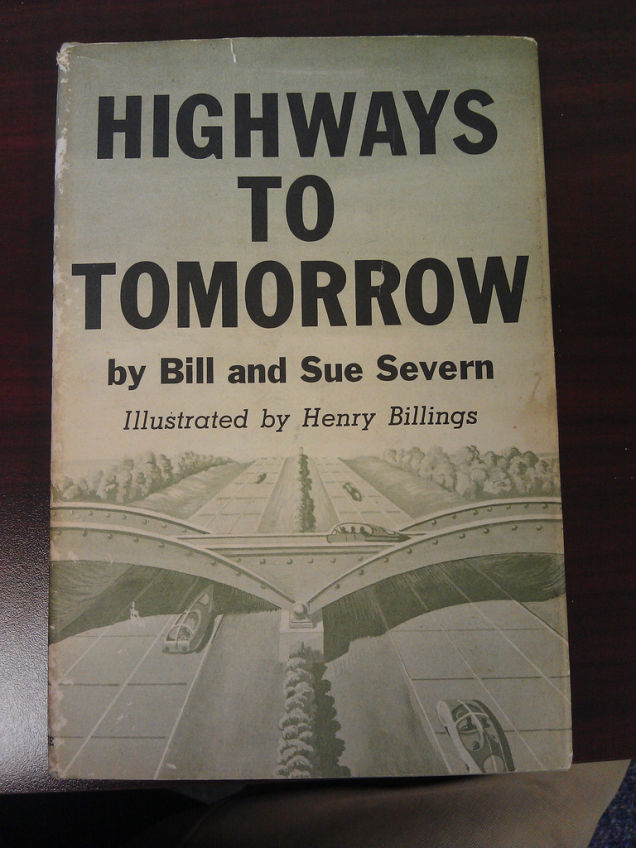 HIGHWAYS
TO
TOMORROW
by Bill and Sue Severn
Illustrated by Henry Billings